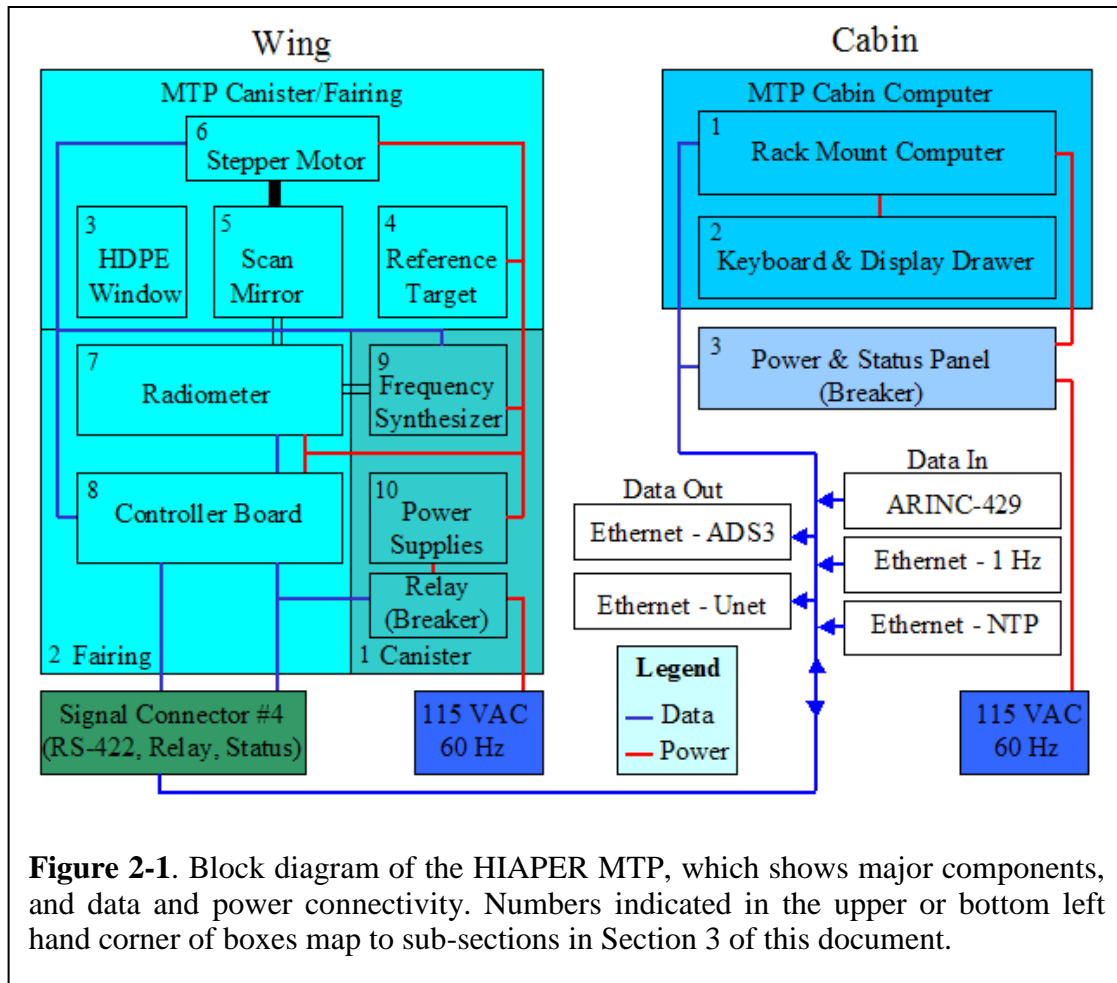 Wing
Cabin
MTP Canister/Fairing
6
Stepper Motor
3
HDPE
Window
5
Scan
Mirror
4
Reference
Target
7
Radiometer
9
Frequency
Synthesizer
8
Controller Board
10
Power
Supplies
Relay
(Breaker)
2 Fairing
1 Canister
Signal Connector #4
(RS-422, Relay, Status)
115 VAC
60 Hz
MTP Cabin Computer
1
Rack Mount Computer
2
Keyboard & Display Drawer
3
Power & Status Panel
(Breaker)
Data Out
Ethernet - ADS3
Ethernet - Unet
Data In
ARINC-429
Ethernet - 1 Hz
Ethernet - NTP
Legend
Data
Power
115 VAC
60 Hz
Figure 2-1. Block diagram of the HIAPER MTP, which shows major components,
and data and power connectivity. Numbers indicated in the upper or bottom left
hand corner of boxes map to sub-sections in Section 3 of this document.